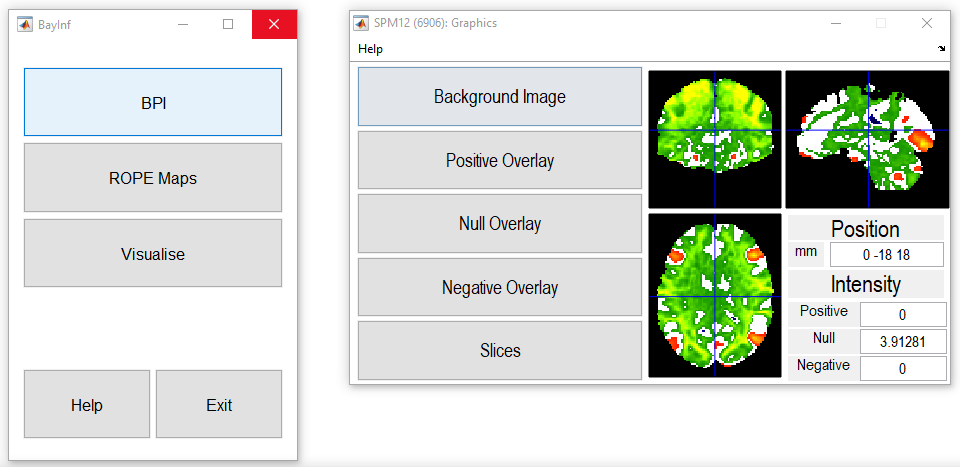 BayInf
BPI
ROPE Maps
Visualise
Help
Exit
SPM12 (6906): Graphics
Help
Background Image
Positive Overlay
Null Overlay
Negative Overlay
Slices
Position
mm
0 -18 18
Intensity
Positive
0
Null
3.91281
Negative
0